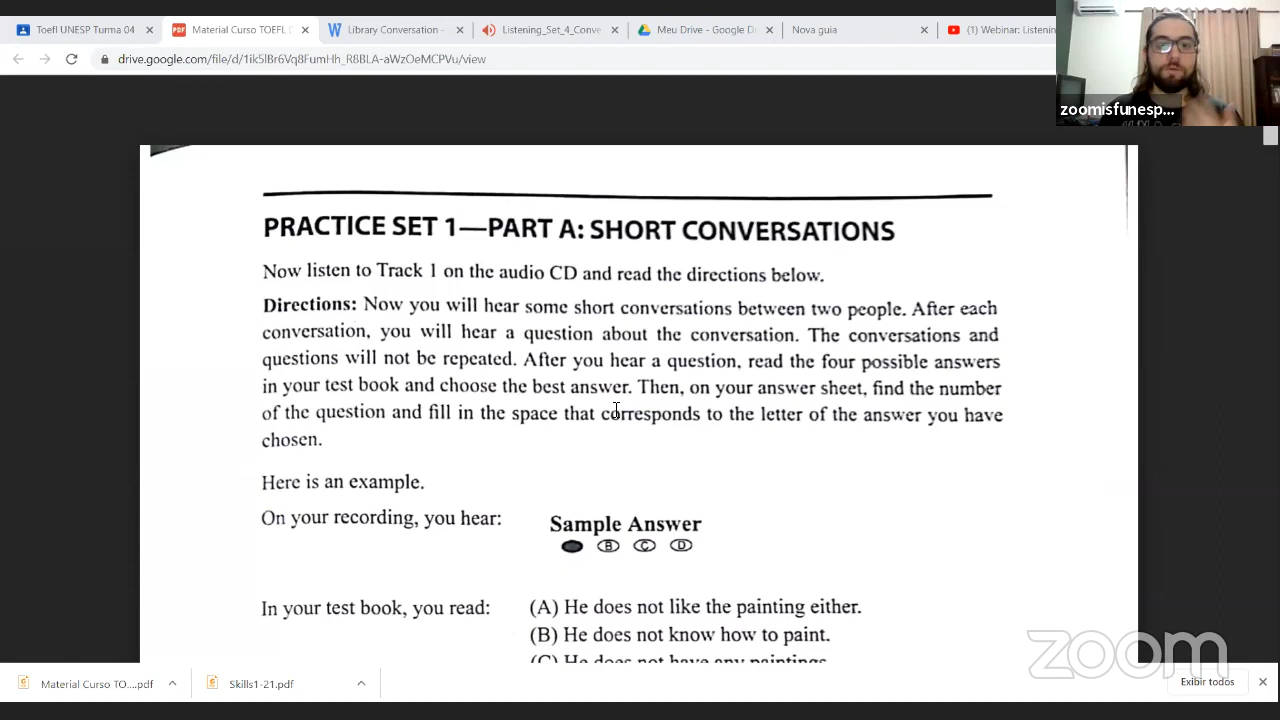 Toefl UNESP Turma 04
Material Curso TOEFL
Library Conversation -
Listening_Set_4_Conve
Meu Drive - Google D
Nova guia
(1) Webinar: Listenin
drive.google.com/file/d/1ik5lBr6Vq8FumHh_R8BLA-aWzOeMCPVu/view
zoomisfunesp...
PRACTICE SET 1—PART A: SHORT CONVERSATIONS
Now listen to Track 1 on the audio CD and read the directions below.
Directions: Now you will hear some short conversations between two people. After each
conversation, you will hear a question about the conversation. The conversations and
questions will not be repeated. After you hear a question, read the four possible answers
in your test book and choose the best answer. Then, on your answer sheet, find the number
of the question and fill in the space that corresponds to the letter of the answer you have
chosen.
Here is an example.
On your recording, you hear:
Sample Answer
B C D
In your test book, you read:
(A) He does not like the painting either.
(B) He does not know how to paint.
(C) He does not have any paintings.
zoom
Material Curso TO....pdf
Skills1-21.pdf
Exibir todos